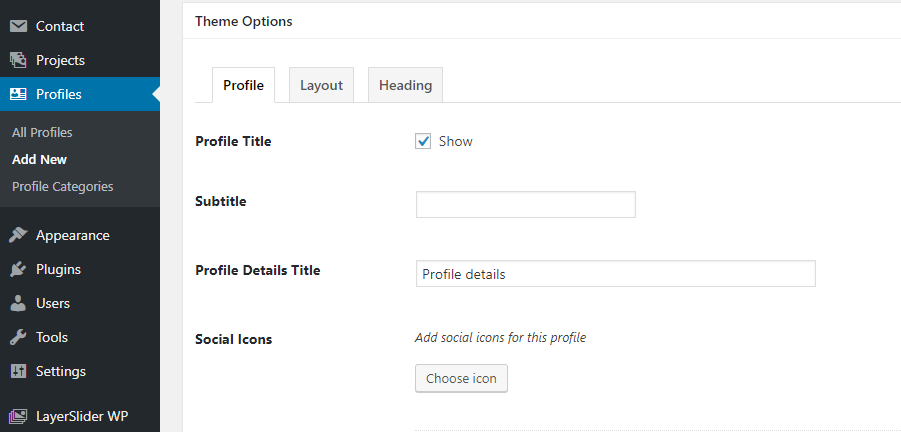 Contact
Projects
Profiles
All Profiles
Add New
Profile Categories
Appearance
Plugins
Users
Tools
Settings
LayerSlider WP
Theme Options
Profile Layout Heading
Profile Title Show
Subtitle
Profile Details Title Profile details
Social Icons Add social icons for this profile
Choose icon